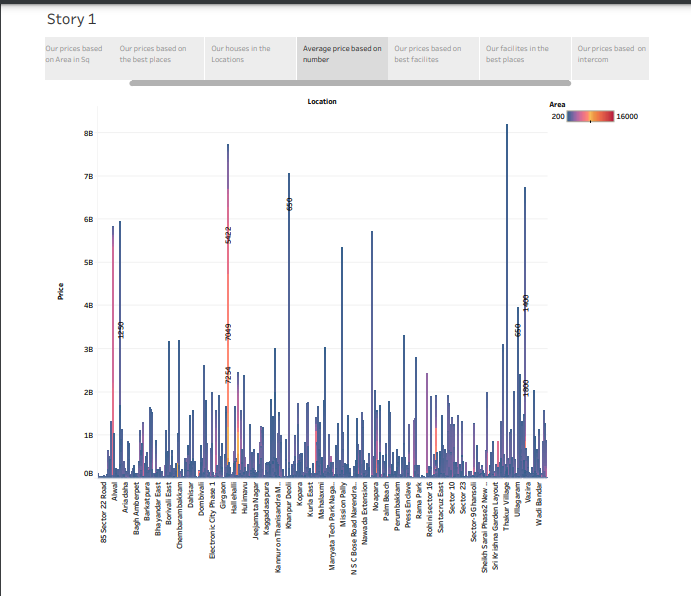 Story 1
Our prices based
on Area in Sq
Our prices based on
the best places
Our houses in the
Locations
Average price based on
number
Our prices based on
best facilites
Our facilites in the
best places
Our prices based on
intercom
Location
Area
200
16000
Price
8B
7B
6B
5B
4B
3B
2B
1B
0B
1250
5422
7049
7254
650
650
1400
1800
85 Sector 22 Road
Alwal
Ariadaha
Bagh Amberpet
Barkatpura
Bhayandar East
Borivali East
Chembarambakkam
Dahisar
Dombivali
Electronic City Phase 1
Girgaon
Hallehalli
Hulimavu
Jeejamata Nagar
Kaggadasapura
Kannur on Thanisandra M..
Khanpur Deoli
Kopara
Kurla East
Mahalaxmi
Manyata Tech Park Naga..
Mission Pally
N S C Bose Road Narendra..
Nawada Extension
Noapara
Palm Beach
Perumbakkam
Press Enclave
Rama Park
Rohini sector 16
Santacruz East
Sector 10
Sector 23
Sector-9 Ghansoli
Sheikh Sarai Phase2 New ..
Sri Krishna Garden Layout
Thakur Village
Ullagaram
Vazira
Wadi Bandar